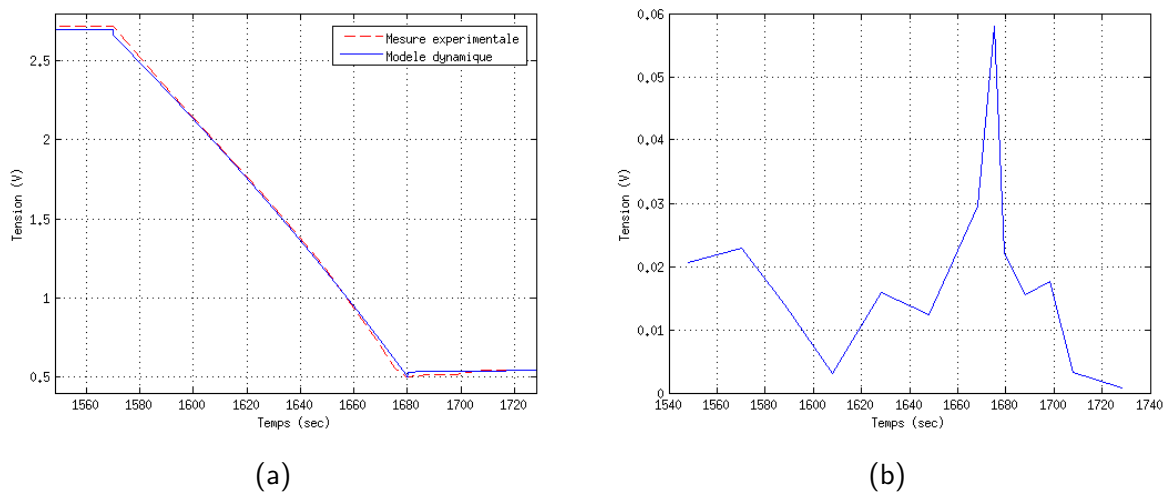 Mesure experimentale
Modele dynamique
2.5
2
1.5
1
0.5
Tension (V)
1560 1580 1600 1620 1640 1660 1680 1700 1720
Temps (sec)
(a)
0.06
0.05
0.04
0.03
0.02
0.01
0
Tension (V)
1540 1560 1580 1600 1620 1640 1660 1680 1700 1720 1740
Temps (sec)
(b)